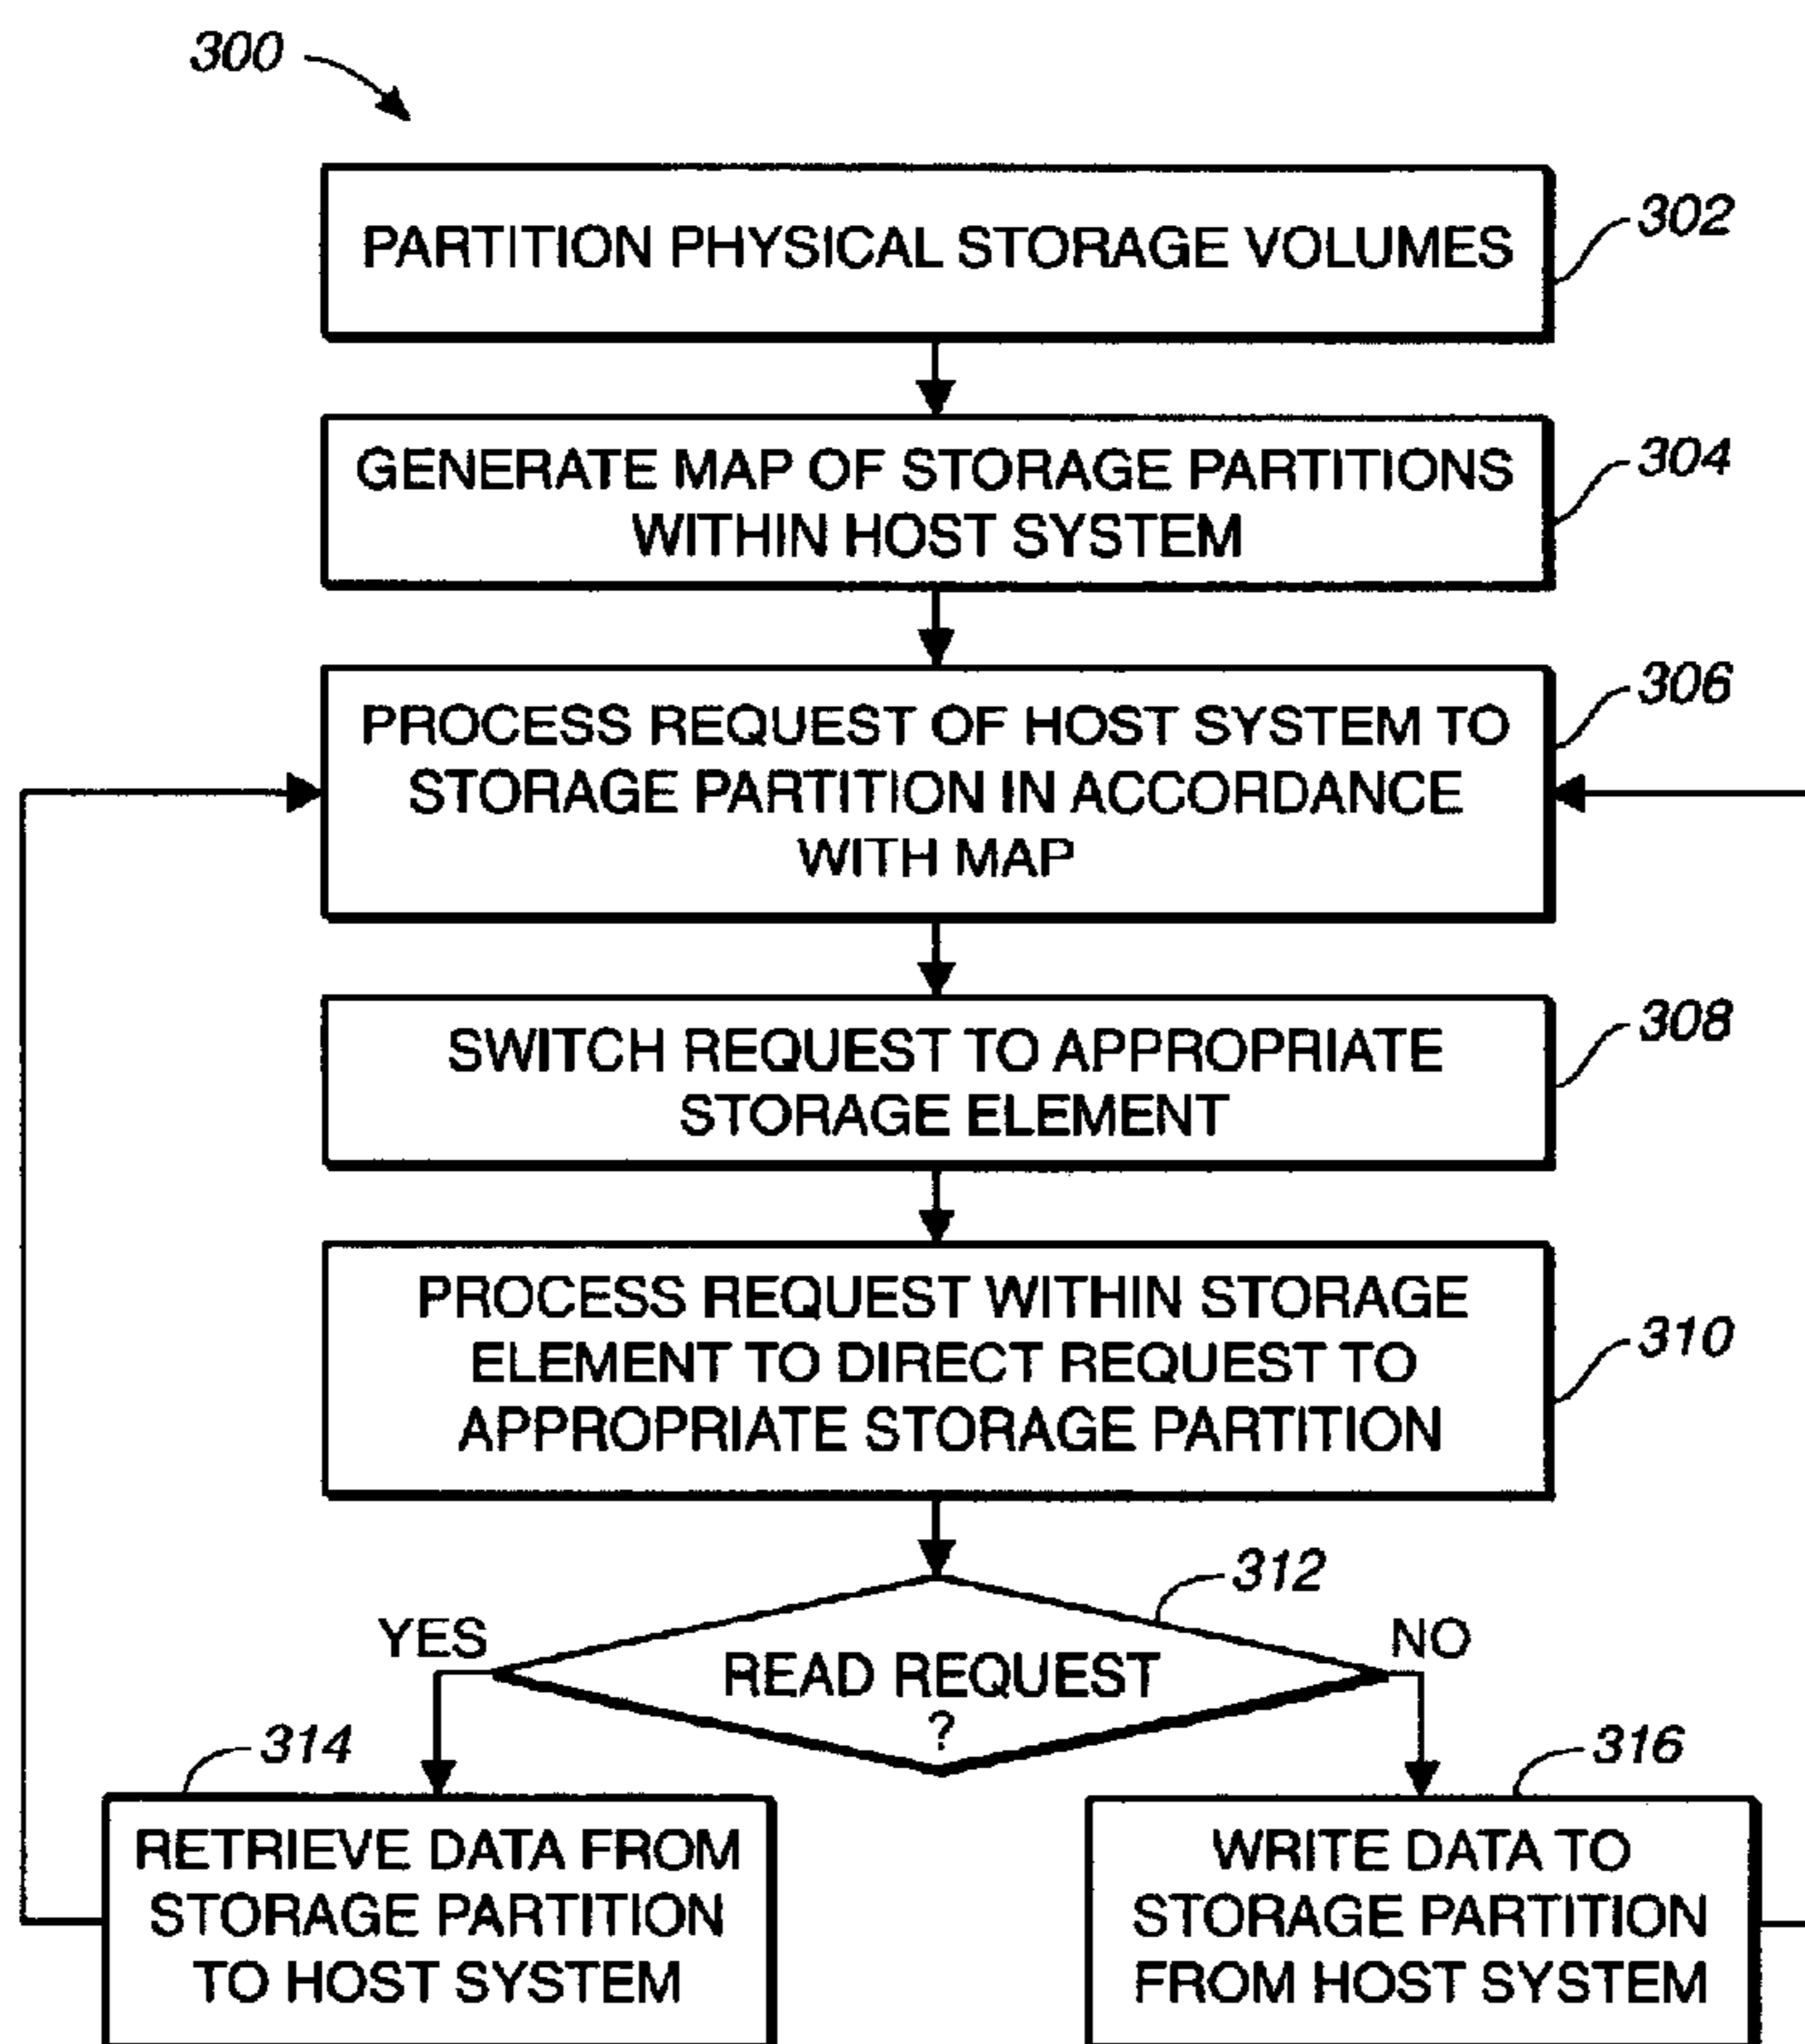 300
PARTITION PHYSICAL STORAGE VOLUMES
302
GENERATE MAP OF STORAGE PARTITIONS
WITHIN HOST SYSTEM
304
PROCESS REQUEST OF HOST SYSTEM TO
STORAGE PARTITION IN ACCORDANCE
WITH MAP
306
SWITCH REQUEST TO APPROPRIATE
STORAGE ELEMENT
308
PROCESS REQUEST WITHIN STORAGE
ELEMENT TO DIRECT REQUEST TO
APPROPRIATE STORAGE PARTITION
310
312
YES
READ REQUEST
?
NO
314
RETRIEVE DATA FROM
STORAGE PARTITION
TO HOST SYSTEM
316
WRITE DATA TO
STORAGE PARTITION
FROM HOST SYSTEM